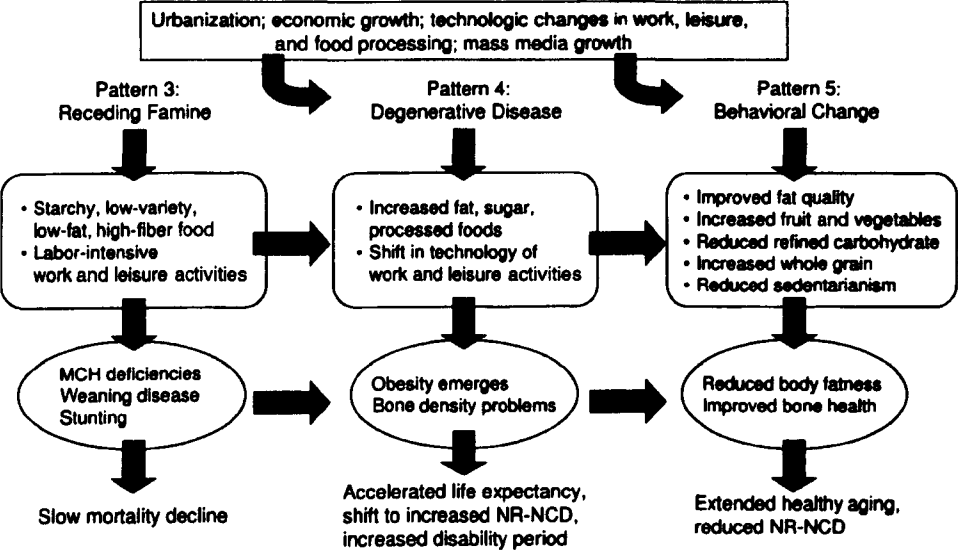 Urbanization; economic growth; technologic changes in work, leisure,
and food processing; mass media growth
Pattern 3:
Receding Famine
Pattern 4:
Degenerative Disease
Pattern 5:
Behavioral Change
• Starchy, low-variety,
low-fat, high-fiber food
• Labor-intensive
work and leisure activities
• Increased fat, sugar,
processed foods
• Shift in technology of
work and leisure activities
• Improved fat quality
• Increased fruit and vegetables
• Reduced refined carbohydrate
• Increased whole grain
• Reduced sedentarianism
MCH deficiencies
Weaning disease
Stunting
Obesity emerges
Bone density problems
Reduced body fatness
Improved bone health
Slow mortality decline
Accelerated life expectancy,
shift to increased NR-NCD,
increased disability period
Extended healthy aging,
reduced NR-NCD